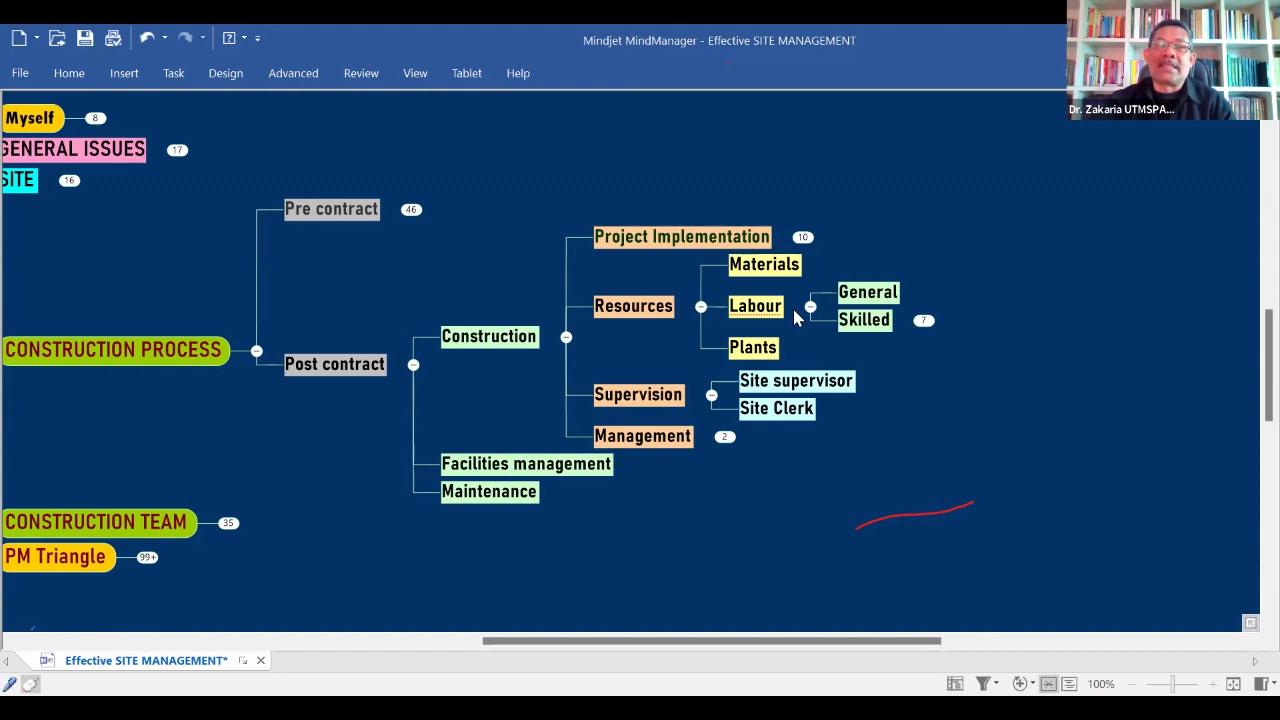 Mindjet MindManager - Effective SITE MANAGEMENT
File Home Insert Task Design Advanced Review View Tablet Help
Dr. Zakaria UTMSPA...
Myself 8
GENERAL ISSUES 17
SITE 16
Pre contract 46
Project Implementation 10
Materials
General
Resources
Labour
Skilled 7
Construction
Plants
CONSTRUCTION PROCESS
Post contract
Site supervisor
Supervision
Site Clerk
Management 2
Facilities management
Maintenance
CONSTRUCTION TEAM 35
PM Triangle 99+
Effective SITE MANAGEMENT*
100%